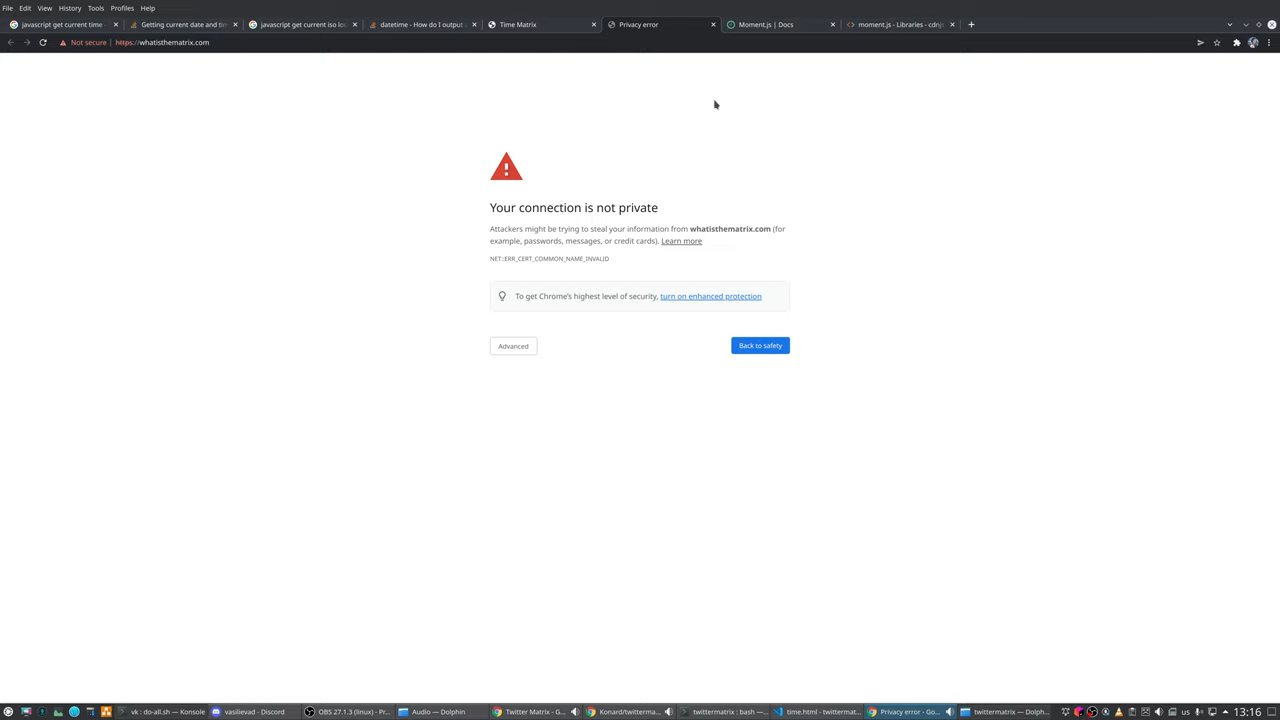 File Edit View History Tools Profiles Help
javascript get current time
Getting current date and tim
javascript get current iso loc
datetime - How do I output
Time Matrix
Privacy error
Moment.js | Docs
moment.js - Libraries - cdnjs
Not secure | https://whatisthematrix.com
Your connection is not private
Attackers might be trying to steal your information from whatisthematrix.com (for
example, passwords, messages, or credit cards). Learn more
NET::ERR_CERT_COMMON_NAME_INVALID
To get Chrome's highest level of security, turn on enhanced protection
Advanced
Back to safety
vk : do-all.sh — Konsole
vasilievad - Discord
OBS 27.1.3 (linux) - Pr...
Audio — Dolphin
Twitter Matrix - G...
Konard/twitterma...
twittermatrix : bash —...
time.html - twittermat...
Privacy error - Go...
twittermatrix — Dolph...
us
13:16